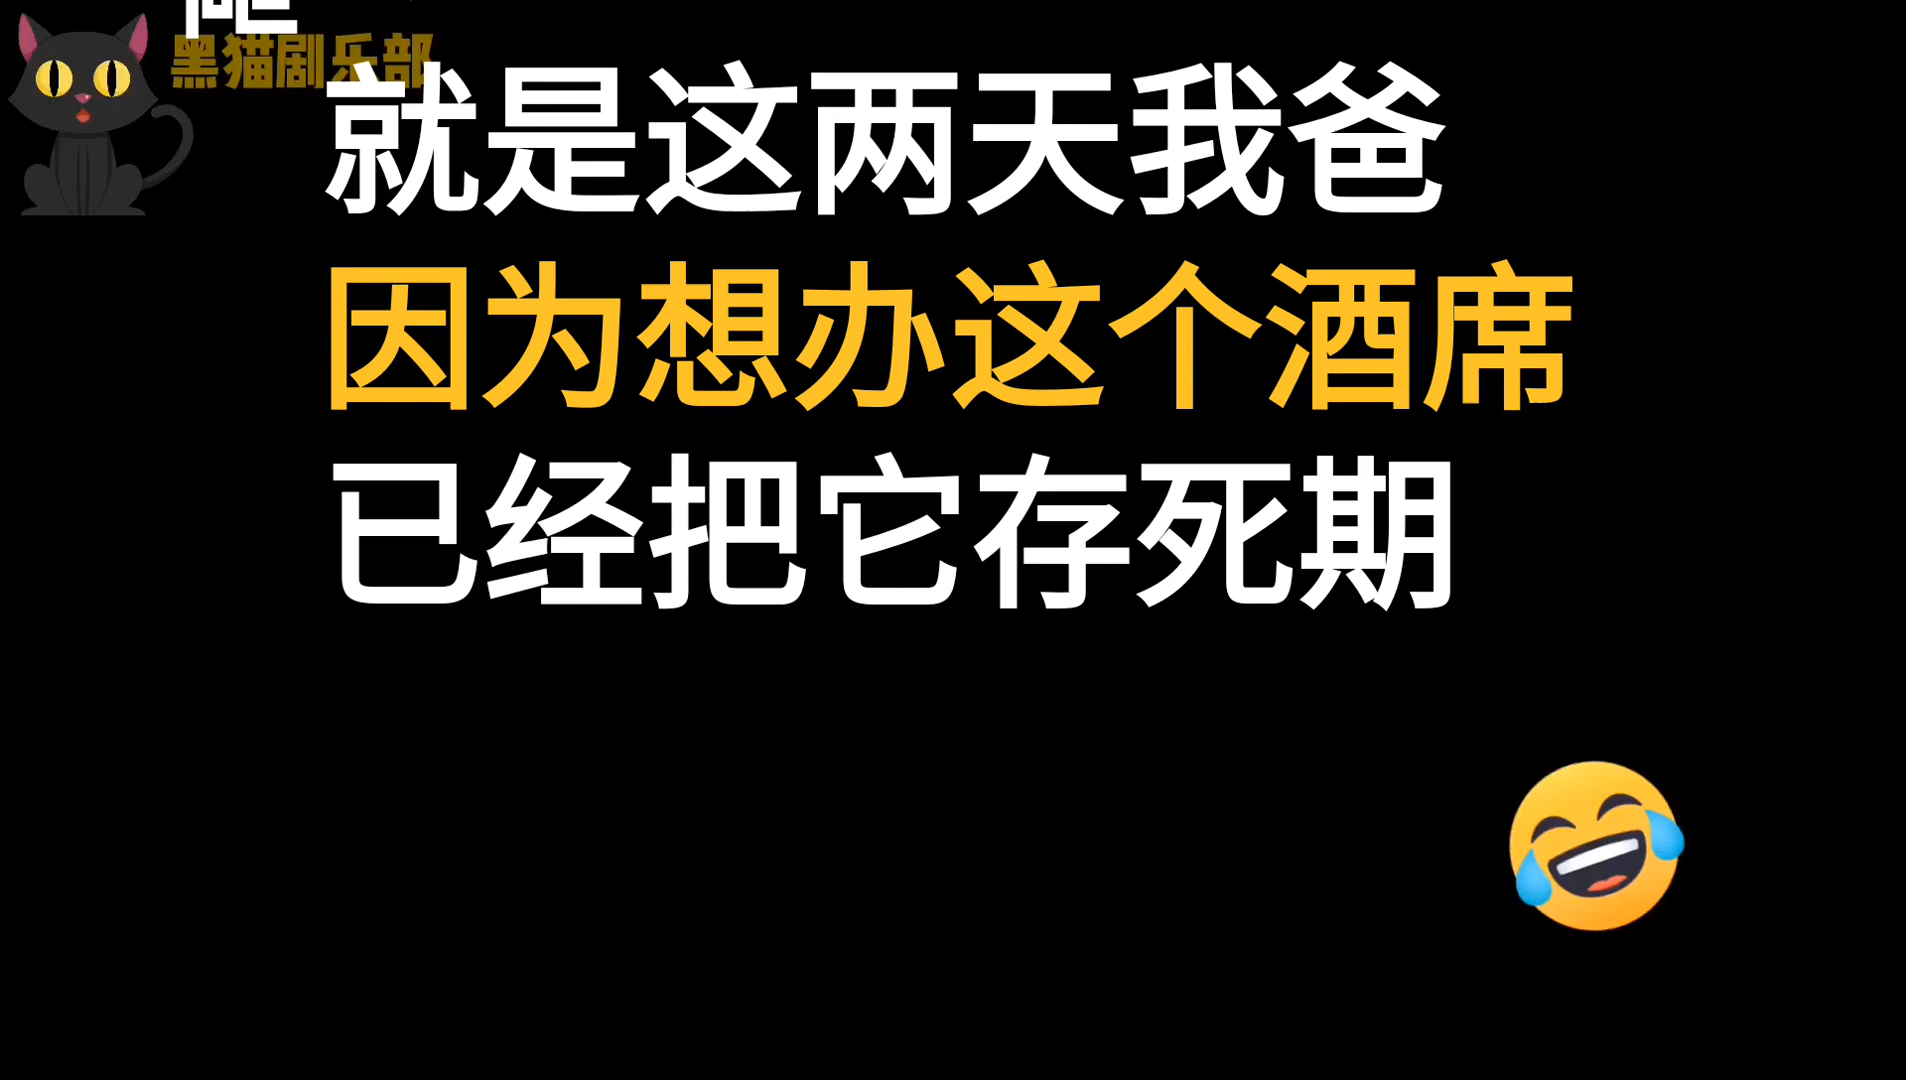 黑猫剧乐部
就是这两天我爸
因为想办这个酒席
已经把它存死期